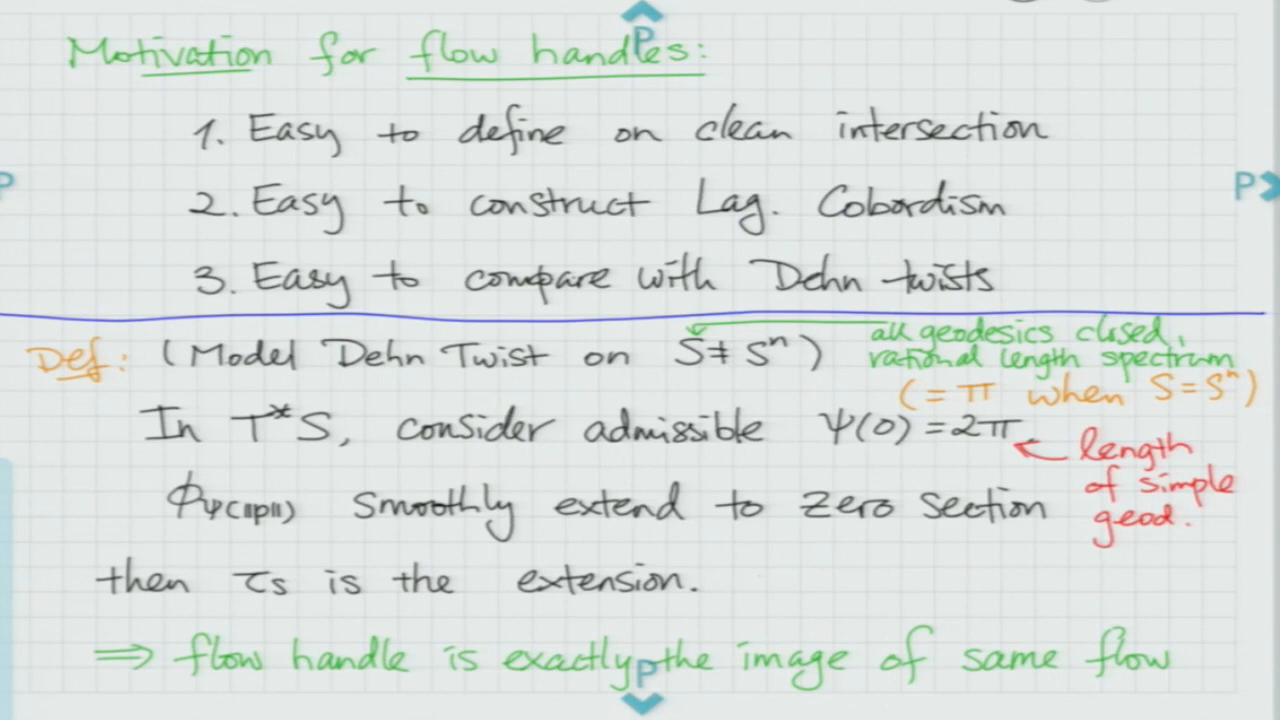 Motivation for flow handles:
P
1. Easy to define on clean intersection
2. Easy to construct Lag. Cobordism
P
P
3. Easy to compare with Dehn twists
Def: (Model Dehn Twist on S ≠ Sⁿ)
all geodesics closed,
rational length spectrum
(= π when S = Sⁿ)
In T*S, consider admissible ψ(0) = 2π
length
of simple
geod.
Φψ(‖p‖) smoothly extend to zero section
then τs is the extension.
⟹ flow handle is exactly the image of same flow
P